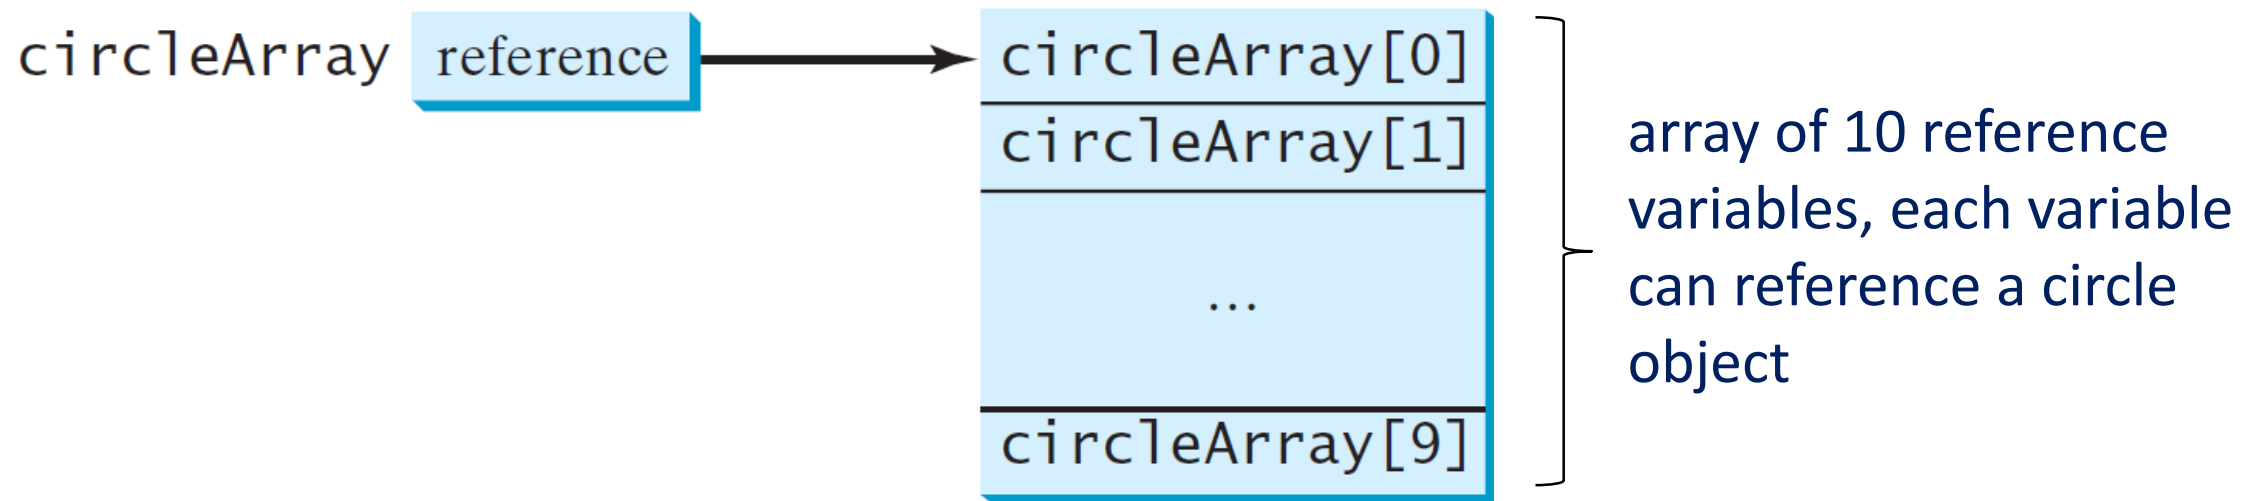 circleArray reference
circleArray[0]
circleArray[1]
...
circleArray[9]
array of 10 reference
variables, each variable
can reference a circle
object